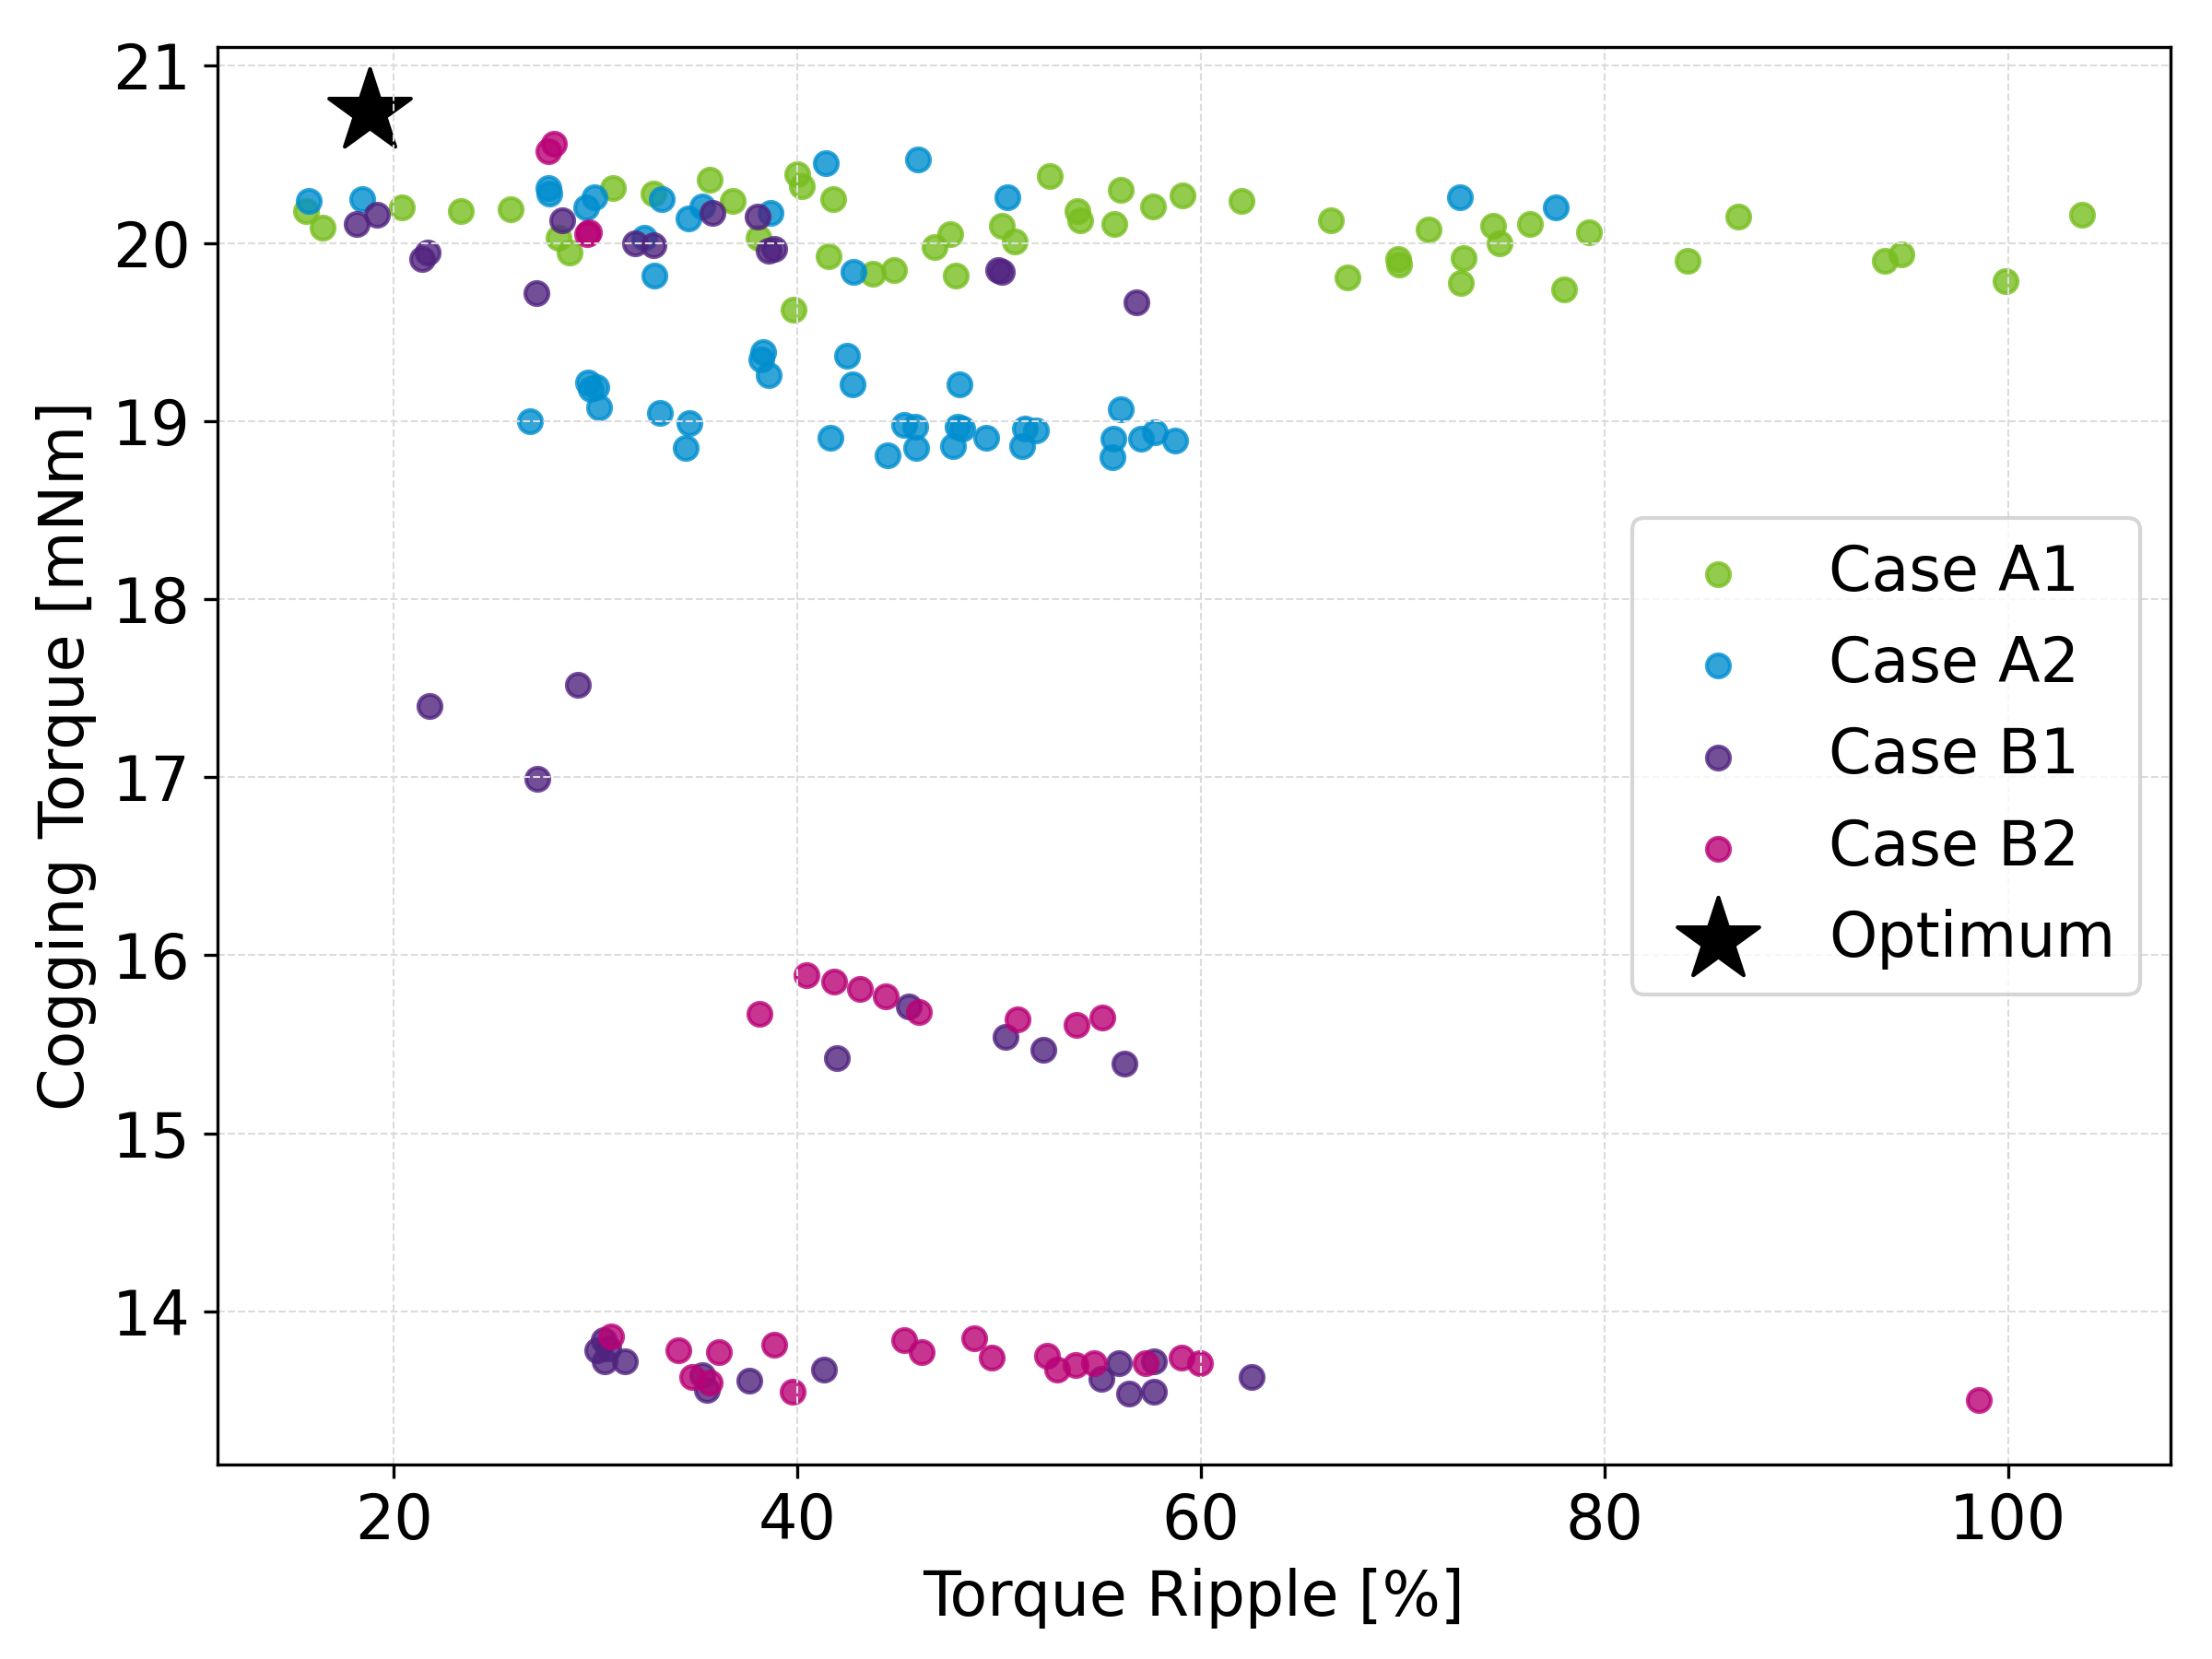 21
20
19
18
17
16
15
14
Cogging Torque [mNm]
Case A1
Case A2
Case B1
Case B2
Optimum
20 40 60 80 100
Torque Ripple [%]